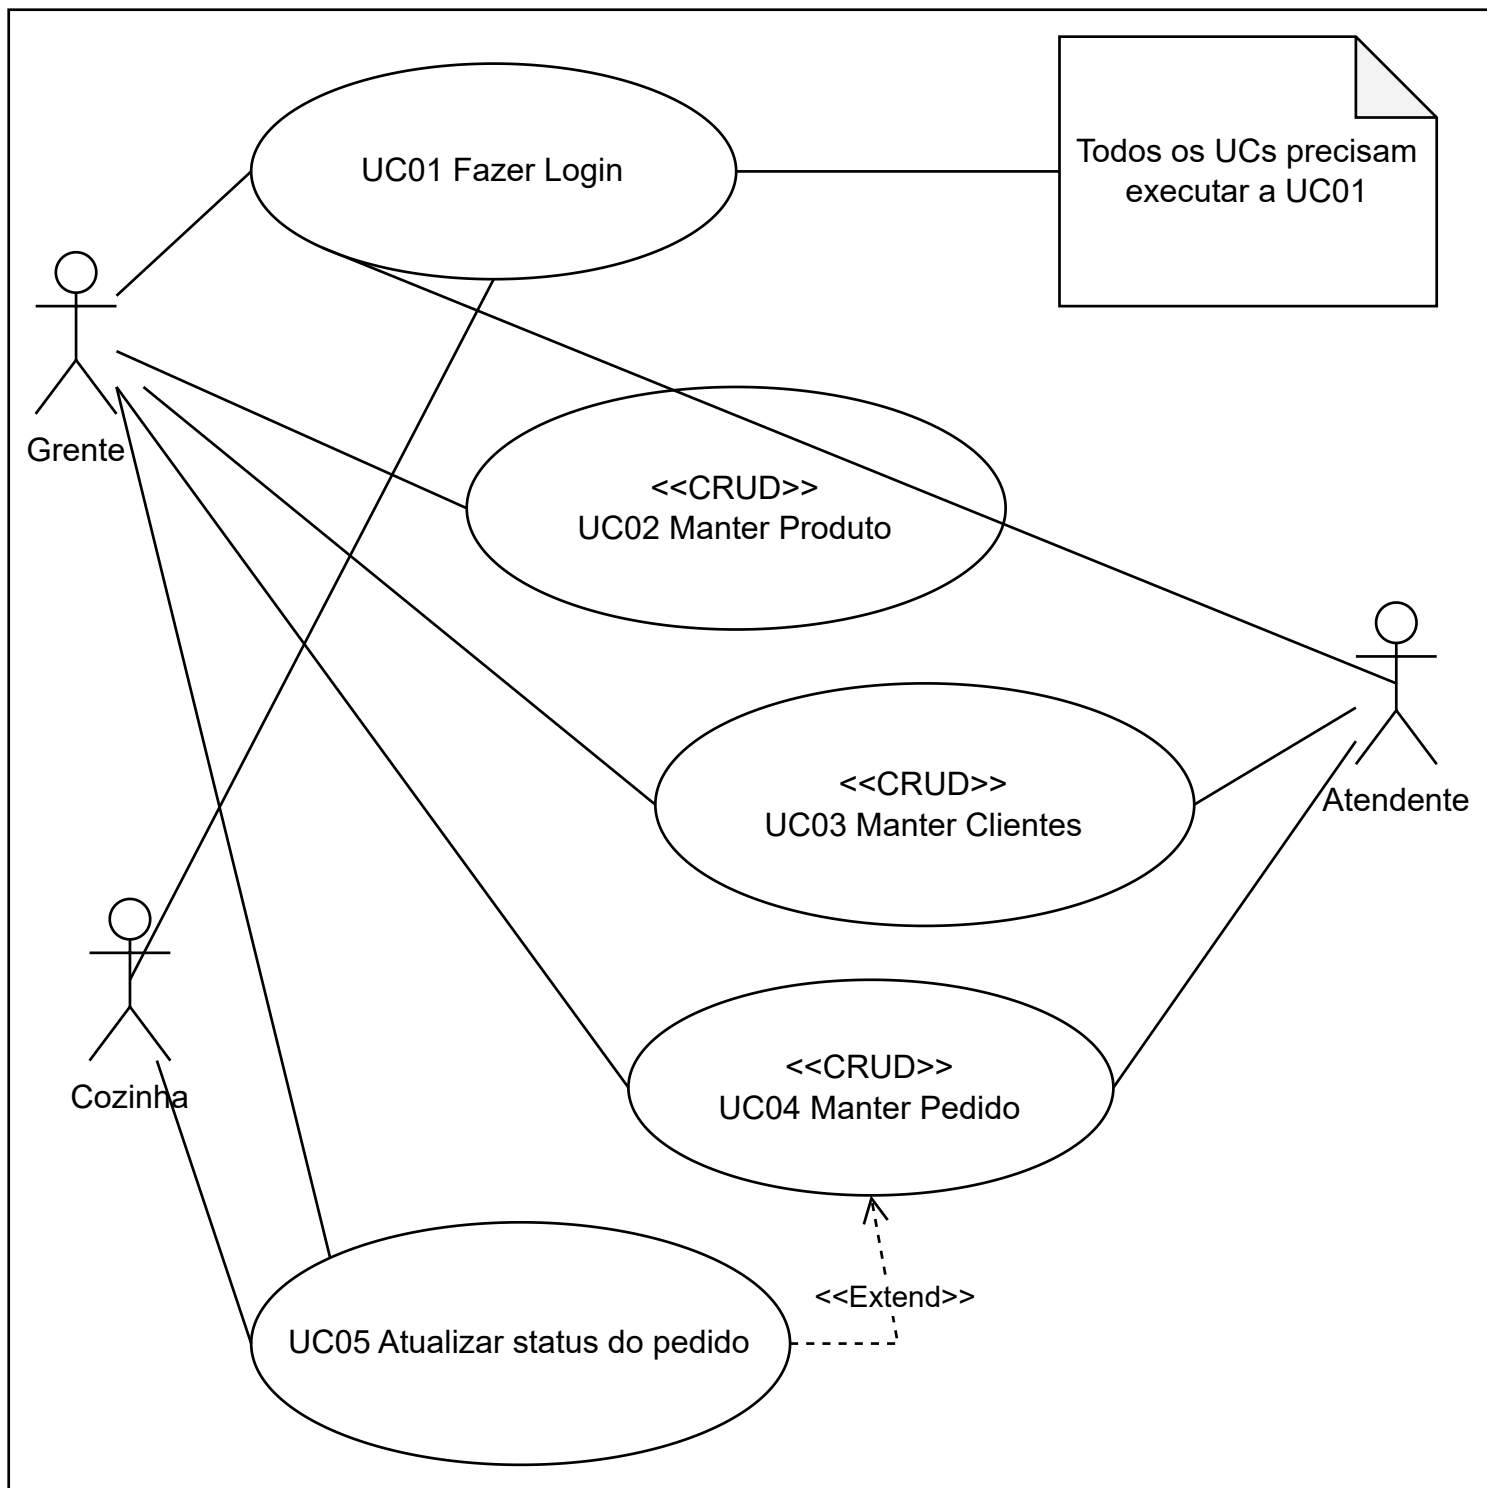 UC01 Fazer Login
Todos os UCs precisam
executar a UC01
Grente
<<CRUD>>
UC02 Manter Produto
<<CRUD>>
UC03 Manter Clientes
Atendente
<<CRUD>>
UC04 Manter Pedido
Cozinha
<<Extend>>
UC05 Atualizar status do pedido